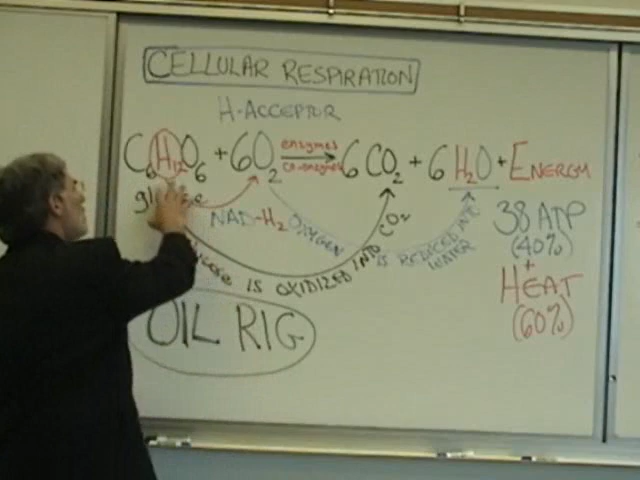 CELLULAR RESPIRATION
H-ACCEPTOR
enzymes
C6H12O6 + 6O2 → 6CO2 + 6H2O + ENERGY
co-enzymes
NAD-H2
OXYGEN IS REDUCED INTO WATER
IS OXIDIZED INTO CO2
38 ATP
(40%)
+
HEAT
(60%)
OIL RIG